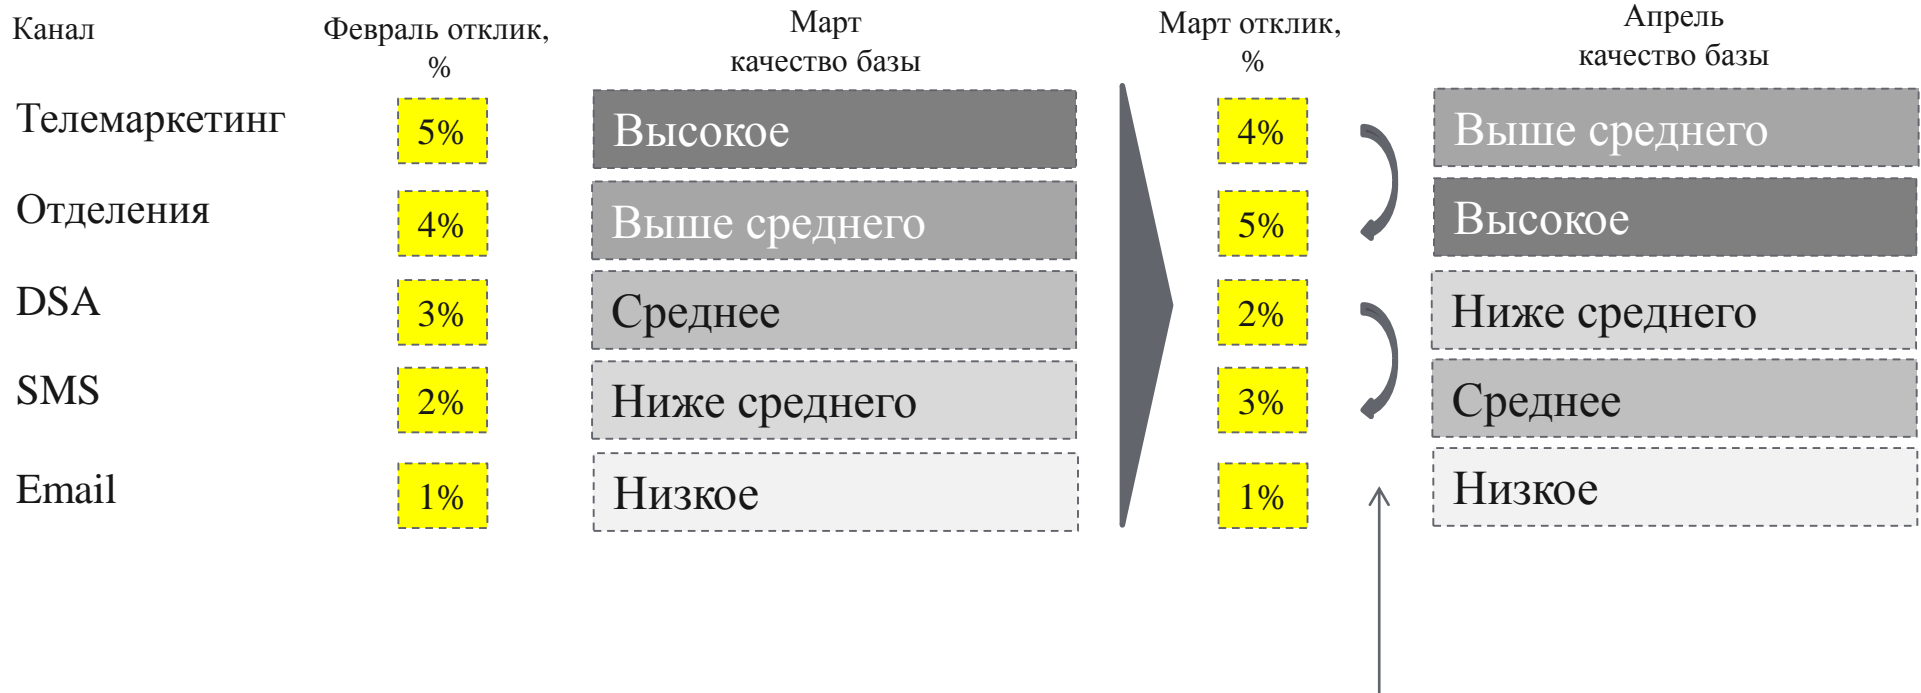 Канал
Февраль отклик,
%
Март
качество базы
Март отклик,
%
Апрель
качество базы
Телемаркетинг
5%
Высокое
4%
Выше среднего
Отделения
4%
Выше среднего
5%
Высокое
DSA
3%
Среднее
2%
Ниже среднего
SMS
2%
Ниже среднего
3%
Среднее
Email
1%
Низкое
1%
Низкое